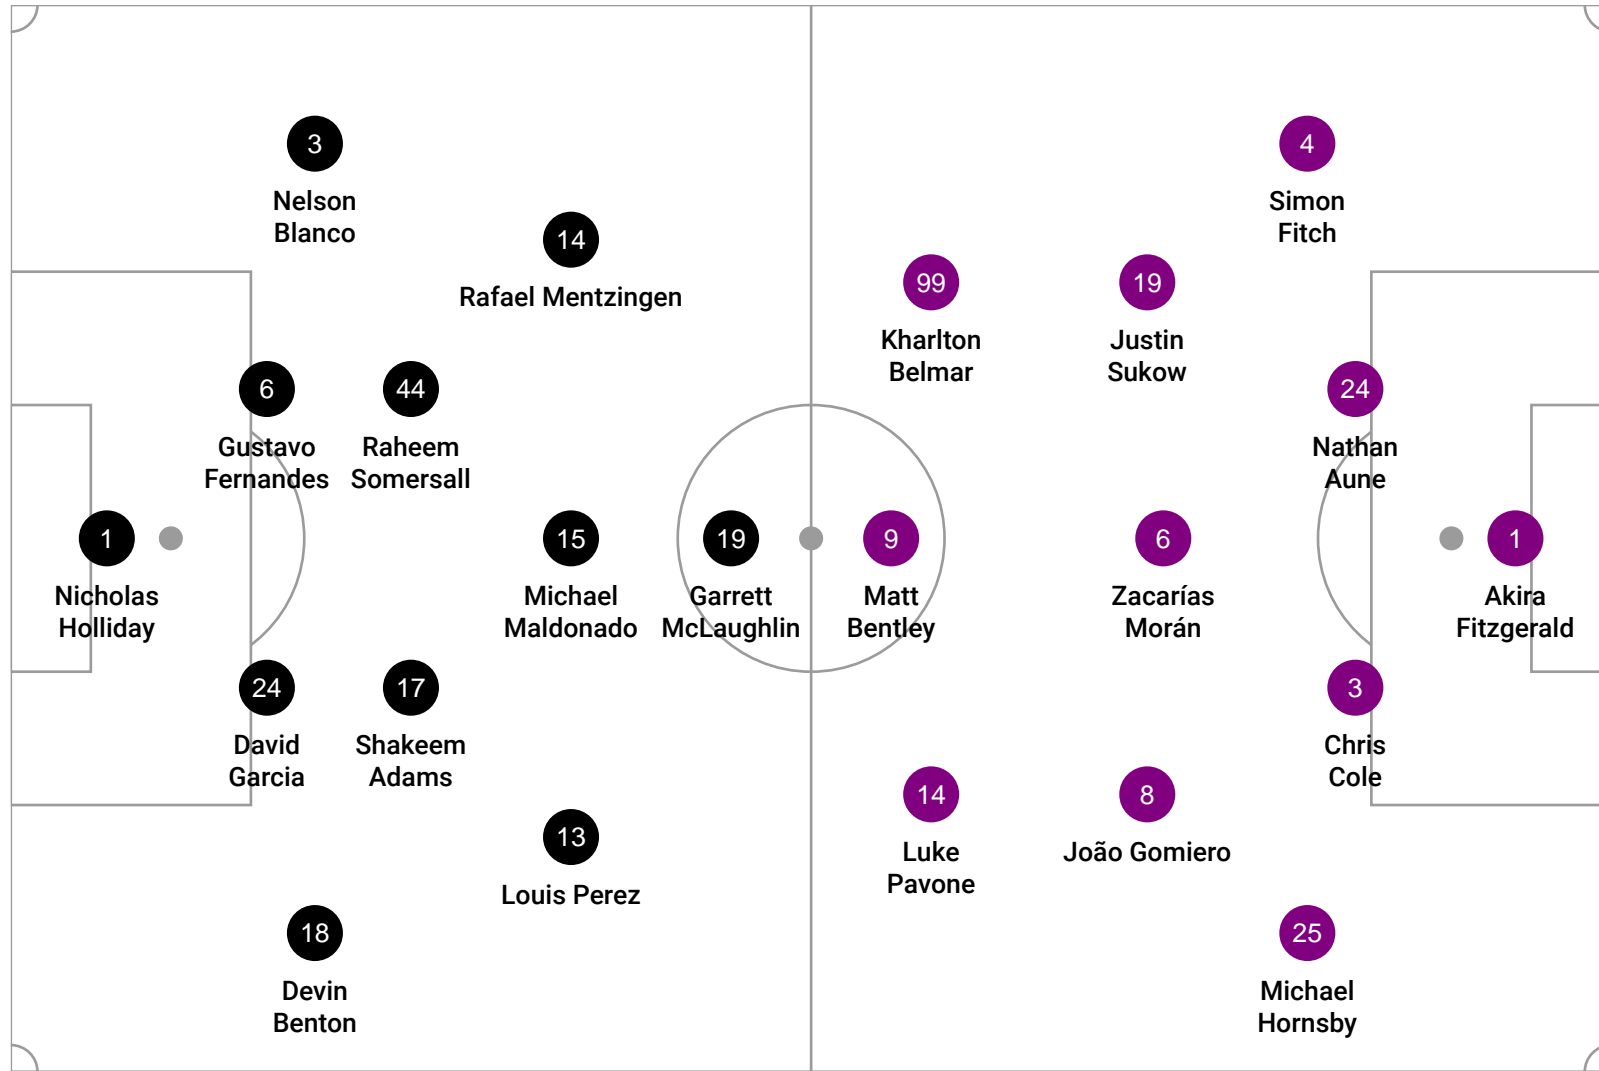 3
Nelson
Blanco
14
Rafael Mentzingen
6
Gustavo
Fernandes
44
Raheem
Somersall
1
Nicholas
Holliday
15
Michael
Maldonado
19
Garrett
McLaughlin
24
David
Garcia
17
Shakeem
Adams
13
Louis Perez
18
Devin
Benton
4
Simon
Fitch
99
Kharlton
Belmar
19
Justin
Sukow
24
Nathan
Aune
9
Matt
Bentley
6
Zacarías
Morán
1
Akira
Fitzgerald
3
Chris
Cole
14
Luke
Pavone
8
João Gomiero
25
Michael
Hornsby